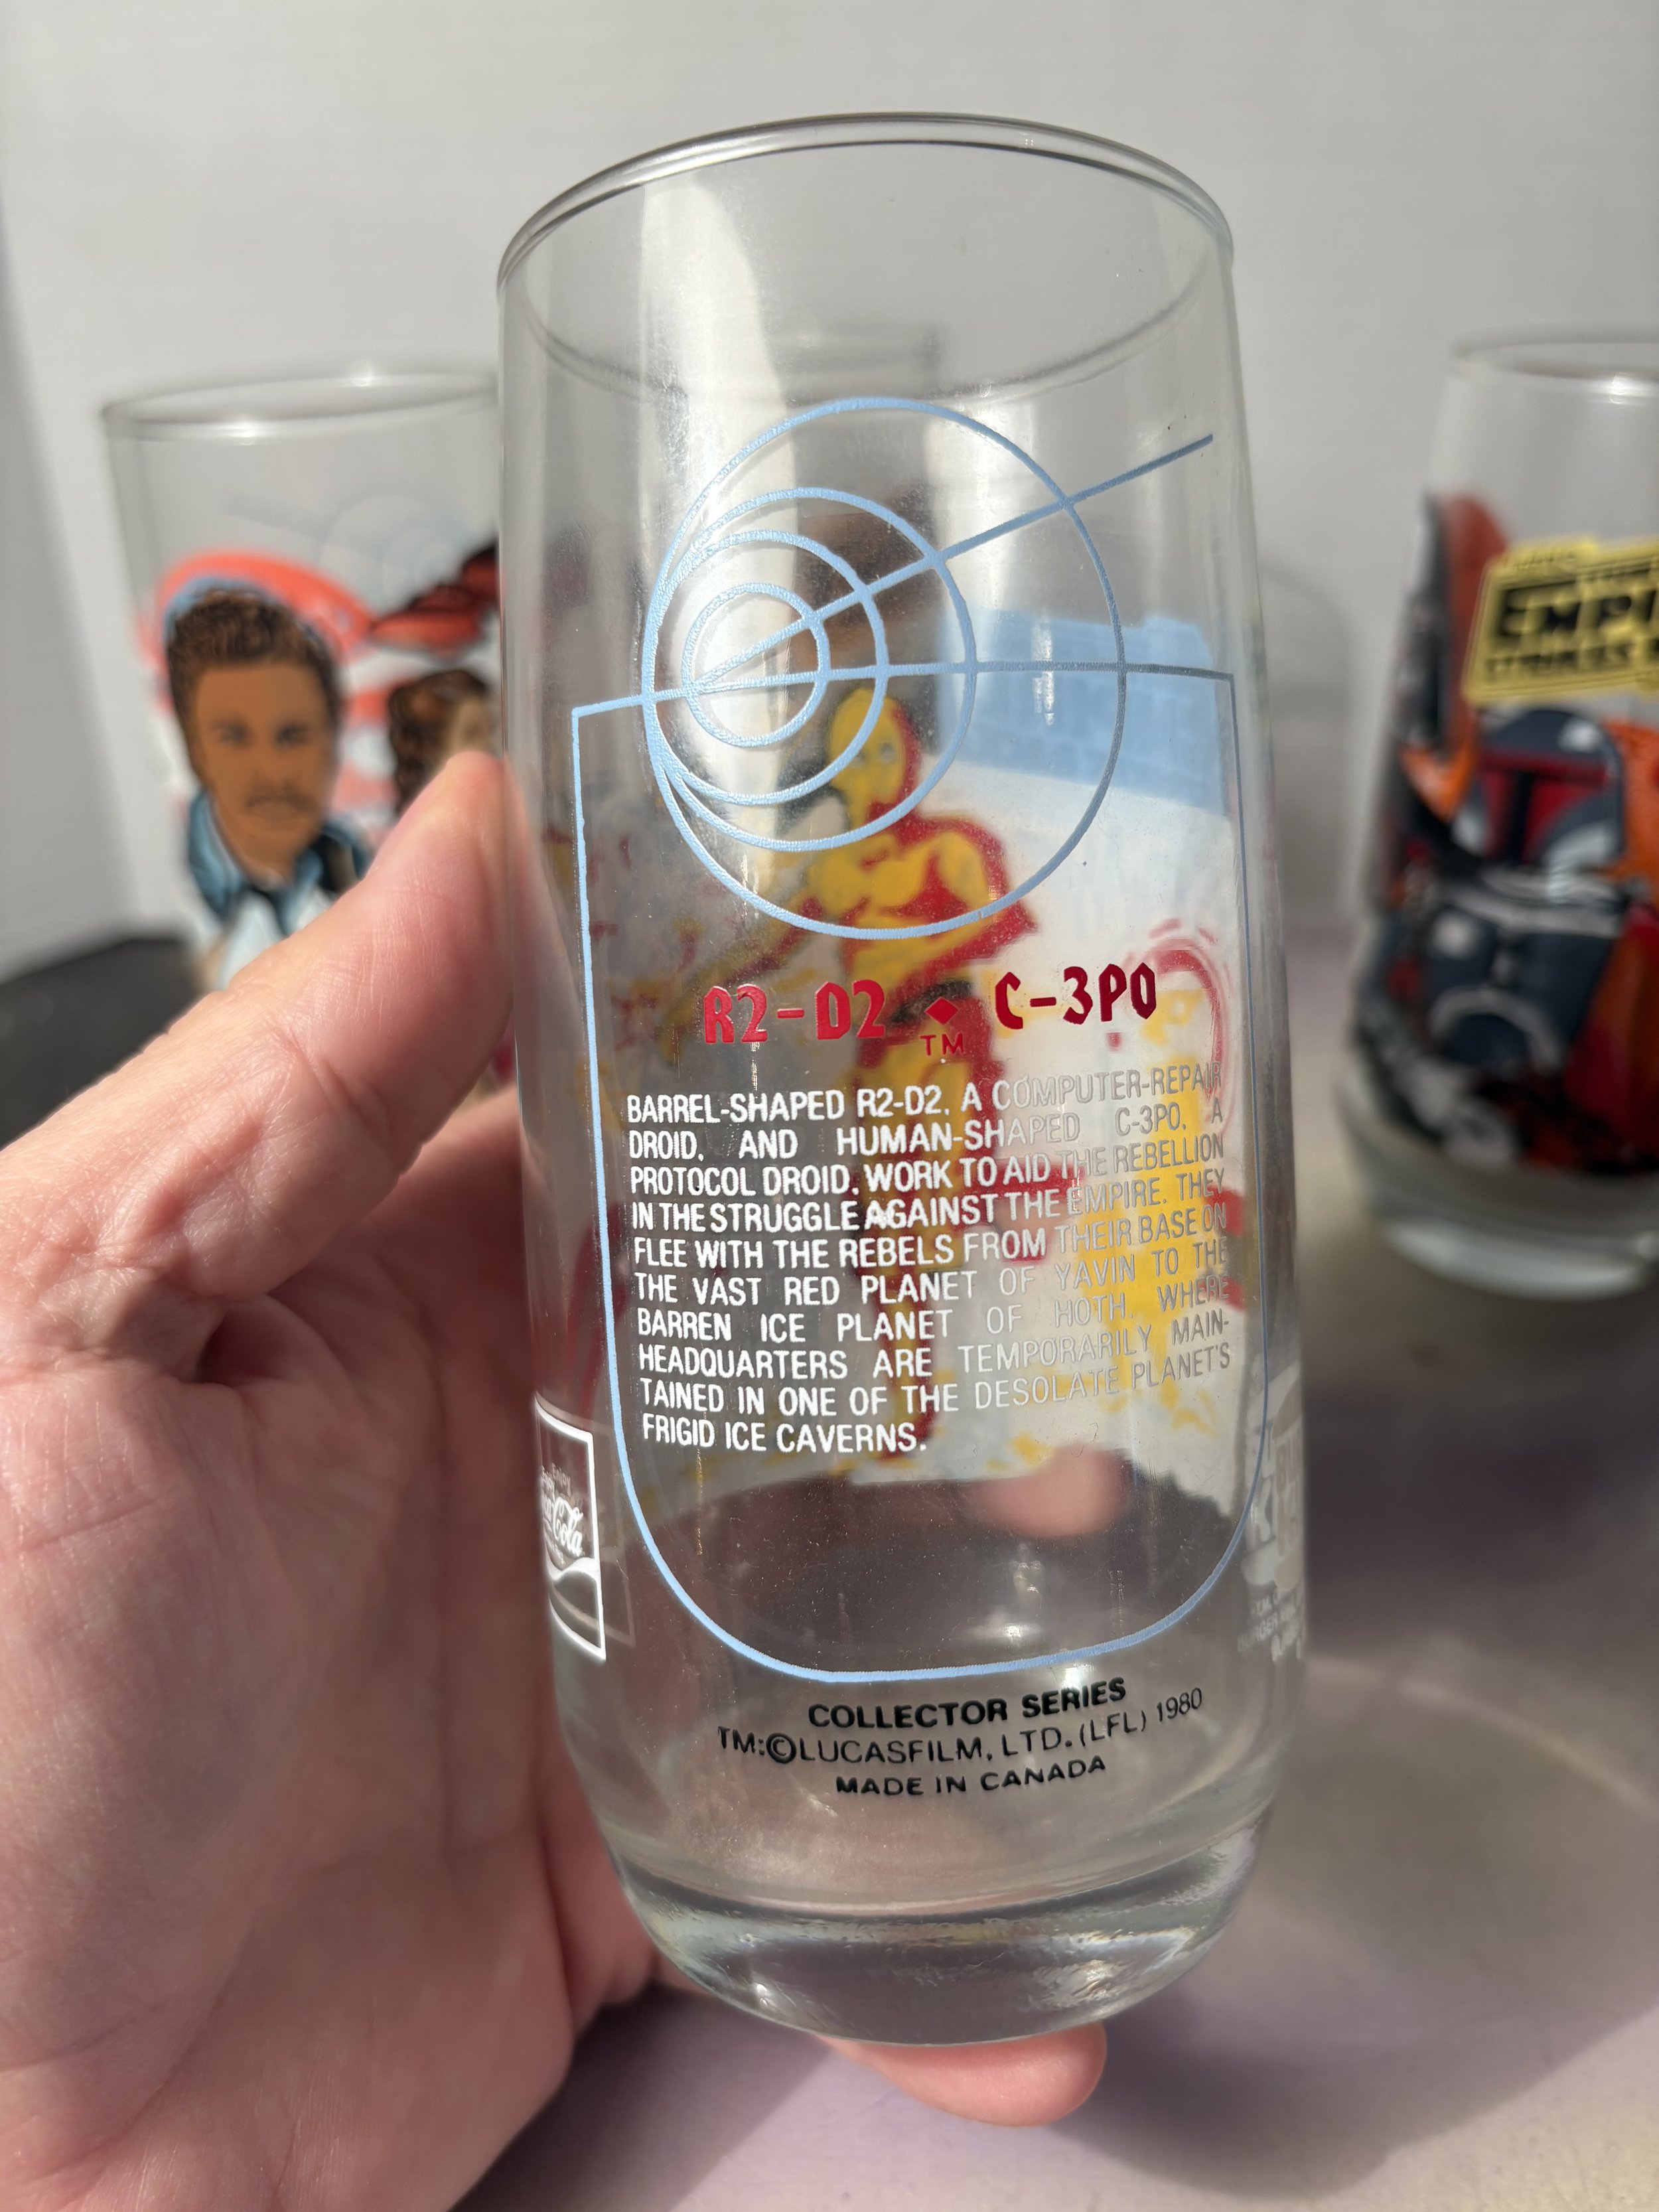 R2-D2 ◆ C-3PO
TM
BARREL-SHAPED R2-D2, A COMPUTER-REPAIR
DROID, AND HUMAN-SHAPED C-3PO, A
PROTOCOL DROID, WORK TO AID THE REBELLION
IN THE STRUGGLE AGAINST THE EMPIRE. THEY
FLEE WITH THE REBELS FROM THEIR BASE ON
THE VAST RED PLANET OF YAVIN TO THE
BARREN ICE PLANET OF HOTH, WHERE
HEADQUARTERS ARE TEMPORARILY MAIN-
TAINED IN ONE OF THE DESOLATE PLANET'S
FRIGID ICE CAVERNS.
COLLECTOR SERIES
TM:©LUCASFILM, LTD. (LFL) 1980
MADE IN CANADA
ENJOY
Cola
EMPI
STRIKES